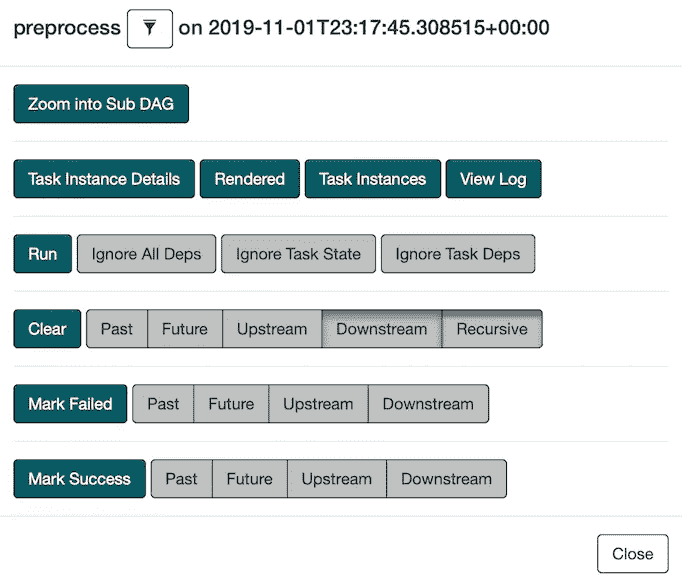 preprocess on 2019-11-01T23:17:45.308515+00:00
Zoom into Sub DAG
Task Instance Details Rendered Task Instances View Log
Run Ignore All Deps Ignore Task State Ignore Task Deps
Clear Past Future Upstream Downstream Recursive
Mark Failed Past Future Upstream Downstream
Mark Success Past Future Upstream Downstream
Close